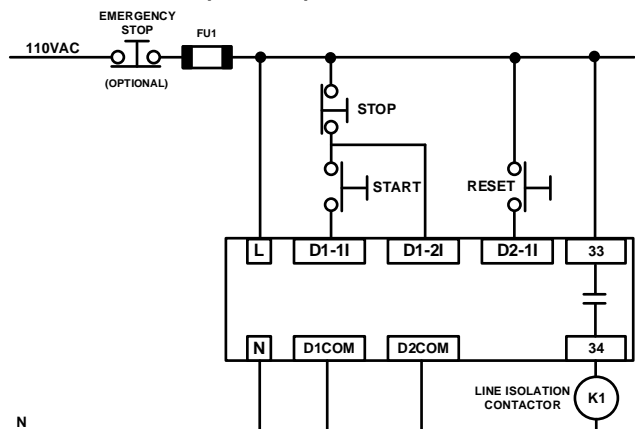 EMERGENCY
STOP
FU1
110VAC
(OPTIONAL)
STOP
START
RESET
L
D1-1I
D1-2I
D2-1I
33
N
D1COM
D2COM
34
LINE ISOLATION
CONTACTOR
K1
N